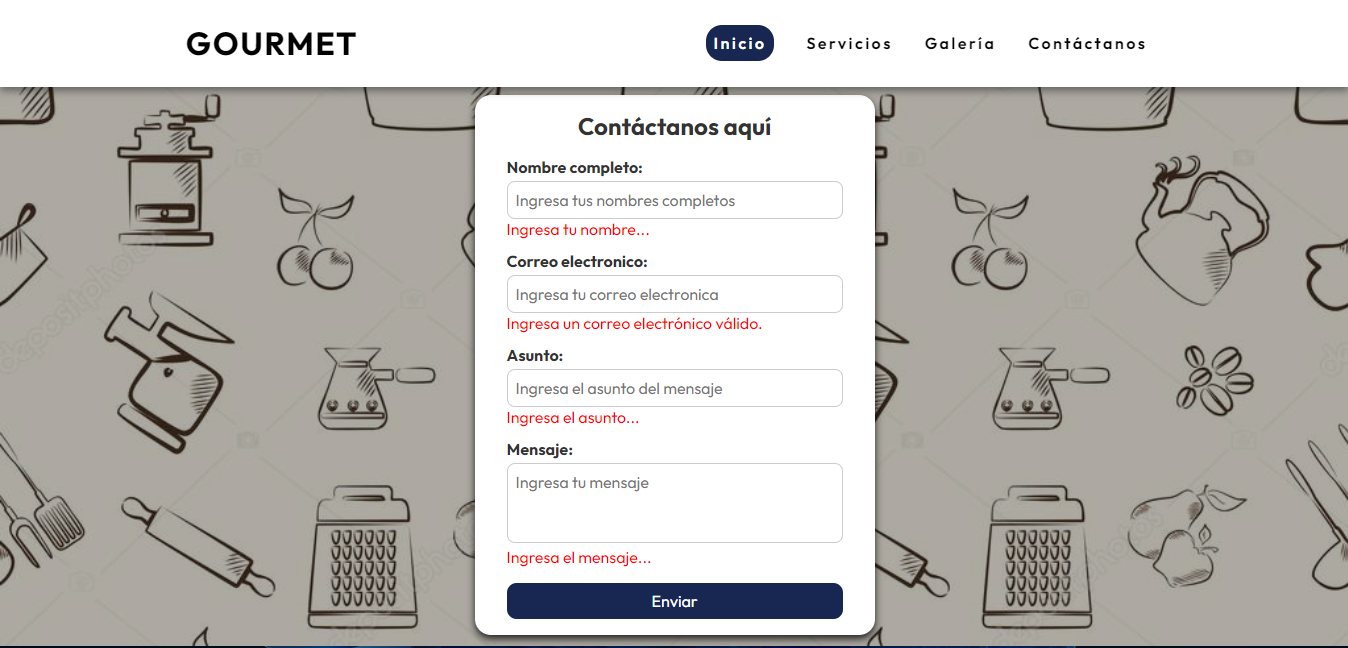 GOURMET
Inicio Servicios Galería Contáctanos
Contáctanos aquí
Nombre completo:
Ingresa tus nombres completos
Ingresa tu nombre...
Correo electronico:
Ingresa tu correo electronica
Ingresa un correo electrónico válido.
Asunto:
Ingresa el asunto del mensaje
Ingresa el asunto...
Mensaje:
Ingresa tu mensaje
Ingresa el mensaje...
Enviar
depositphotos